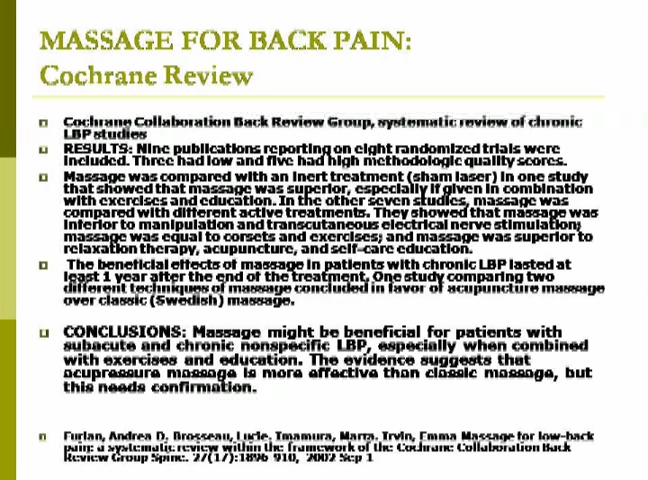 MASSAGE FOR BACK PAIN:
Cochrane Review
Cochrane Collaboration Back Review Group, systematic review of chronic
LBP studies
RESULTS: Nine publications reporting on eight randomized trials were
included. Three had low and five had high methodologic quality scores.
Massage was compared with an inert treatment (sham laser) in one study
that showed that massage was superior, especially if given in combination
with exercises and education. In the other seven studies, massage was
compared with different active treatments. They showed that massage was
inferior to manipulation and transcutaneous electrical nerve stimulation;
massage was equal to corsets and exercises; and massage was superior to
relaxation therapy, acupuncture, and self-care education.
The beneficial effects of massage in patients with chronic LBP lasted at
least 1 year after the end of the treatment. One study comparing two
different techniques of massage concluded in favor of acupuncture massage
over classic (Swedish) massage.
CONCLUSIONS: Massage might be beneficial for patients with
subacute and chronic nonspecific LBP, especially when combined
with exercises and education. The evidence suggests that
acupressure massage is more effective than classic massage, but
this needs confirmation.
Furlan, Andrea D. Brosseau, Lucie. Imamura, Marta. Irvin, Emma Massage for low-back
pain: a systematic review within the framework of the Cochrane Collaboration Back
Review Group Spine. 27(17):1896-910, 2002 Sep 1